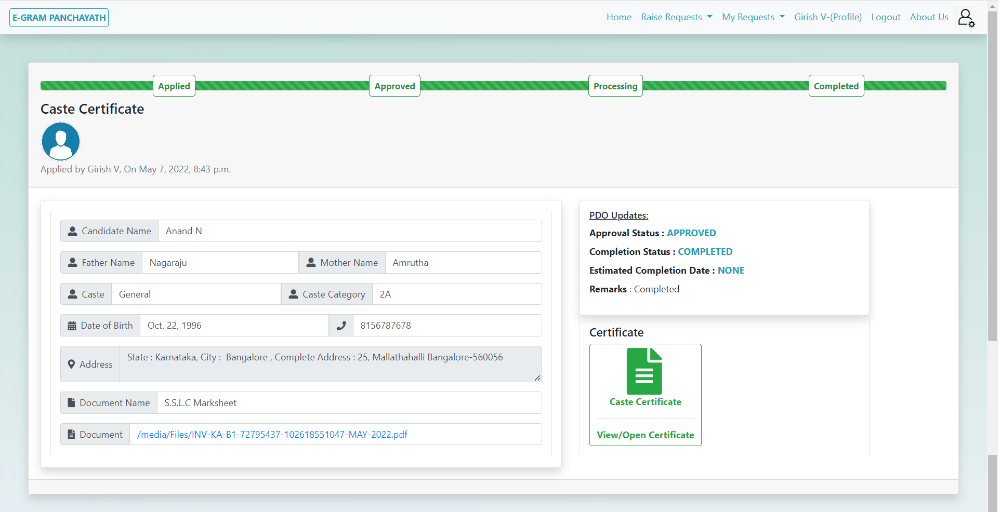 E-GRAM PANCHAYATH
Home Raise Requests My Requests Girish V-(Profile) Logout About Us
Applied Approved Processing Completed
Caste Certificate
Applied by Girish V, On May 7, 2022, 8:43 p.m.
Candidate Name Anand N
Father Name Nagaraju Mother Name Amrutha
Caste General Caste Category 2A
Date of Birth Oct. 22, 1996 8156787678
Address State : Karnataka, City : Bangalore , Complete Address : 25, Mallathahalli Bangalore-560056
Document Name S.S.L.C Marksheet
Document /media/Files/INV-KA-B1-72795437-102618551047-MAY-2022.pdf
PDO Updates:
Approval Status : APPROVED
Completion Status : COMPLETED
Estimated Completion Date : NONE
Remarks : Completed
Certificate
Caste Certificate
View/Open Certificate